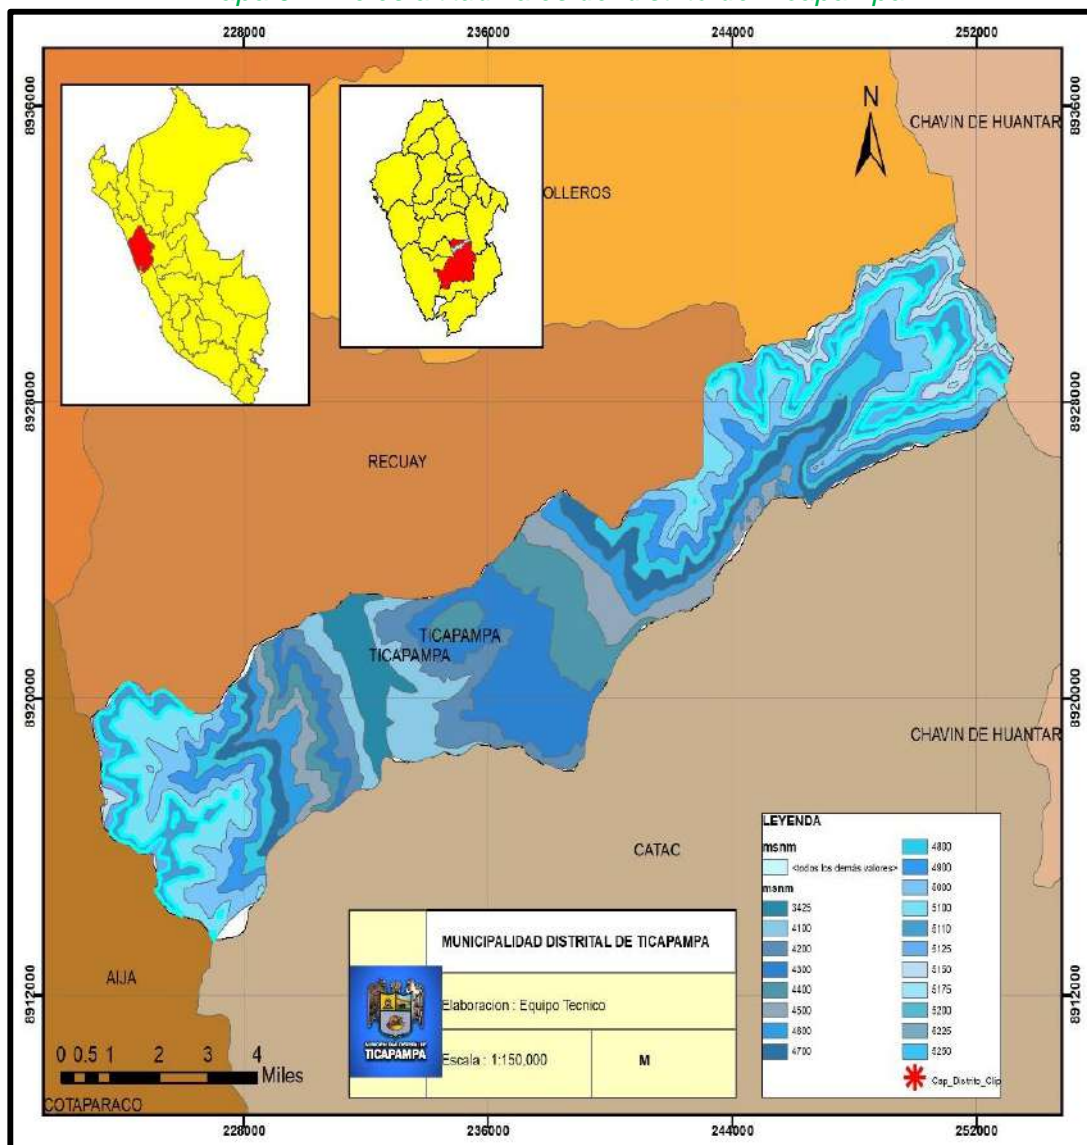 228000 236000 244000 252000
8936000 8936000
N
CHAVIN DE HUANTAR
OLLEROS
8928000 8928000
RECUAY
TICAPAMPA
TICAPAMPA
8920000 8920000
CHAVIN DE HUANTAR
CATAC
LEYENDA
msnm
<todos los demás valores>
msnm
3425
4100
4200
4300
4400
4500
4600
4700
4800
4900
5000
5100
5110
5125
5150
5175
5200
5225
5250
Cap_Distrito_Clip
MUNICIPALIDAD DISTRITAL DE TICAPAMPA
Elaboracion : Equipo Tecnico
TICAPAMPA
Escala : 1:150,000 M
AIJA
8912000 8912000
0 0.5 1 2 3 4
Miles
COTAPARACO
228000 236000 244000 252000